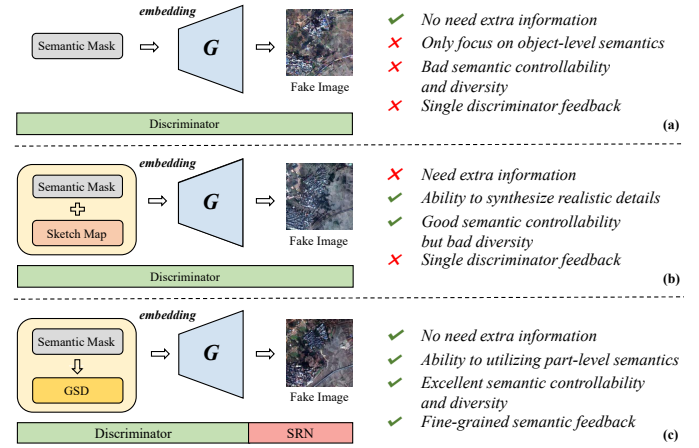 embedding
Semantic Mask
G
Fake Image
Discriminator
No need extra information
Only focus on object-level semantics
Bad semantic controllability
and diversity
Single discriminator feedback
(a)
embedding
Semantic Mask
Sketch Map
G
Fake Image
Discriminator
Need extra information
Ability to synthesize realistic details
Good semantic controllability
but bad diversity
Single discriminator feedback
(b)
embedding
Semantic Mask
GSD
G
Fake Image
Discriminator
SRN
No need extra information
Ability to utilizing part-level semantics
Excellent semantic controllability
and diversity
Fine-grained semantic feedback
(c)